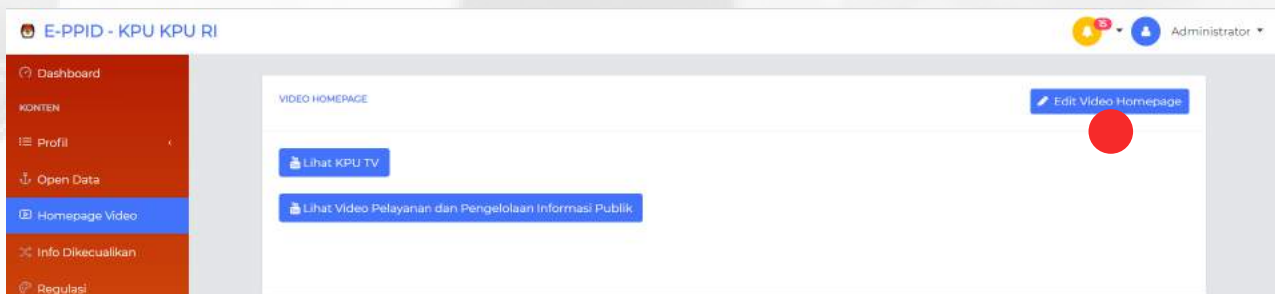 E-PPID - KPU KPU RI
15
Administrator
Dashboard
KONTEN
Profil
Open Data
Homepage Video
Info Dikecualikan
Regulasi
VIDEO HOMEPAGE
Edit Video Homepage
Lihat KPU TV
Lihat Video Pelayanan dan Pengelolaan Informasi Publik